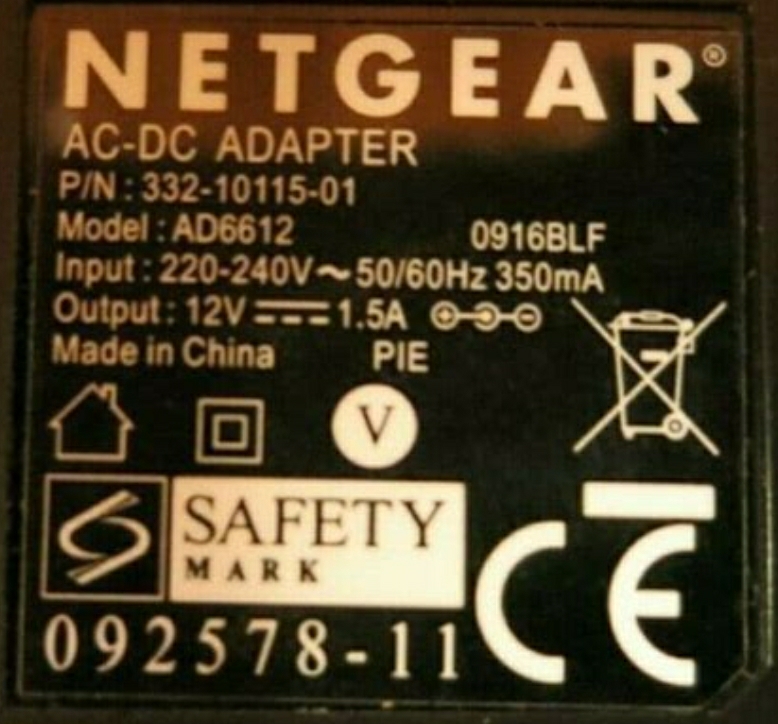 NETGEAR®
AC-DC ADAPTER
P/N : 332-10115-01
Model : AD6612 0916BLF
Input : 220-240V~50/60Hz 350mA
Output : 12V 1.5A
Made in China PIE
V
SAFETY
MARK
CE
092578-11